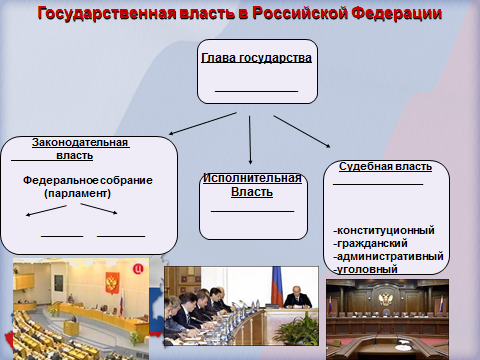 Государственная власть в Российской Федерации
Глава государства
Законодательная
власть
Федеральное собрание
(парламент)
Исполнительная
Власть
Судебная власть
-конституционный
-гражданский
-административный
-уголовный